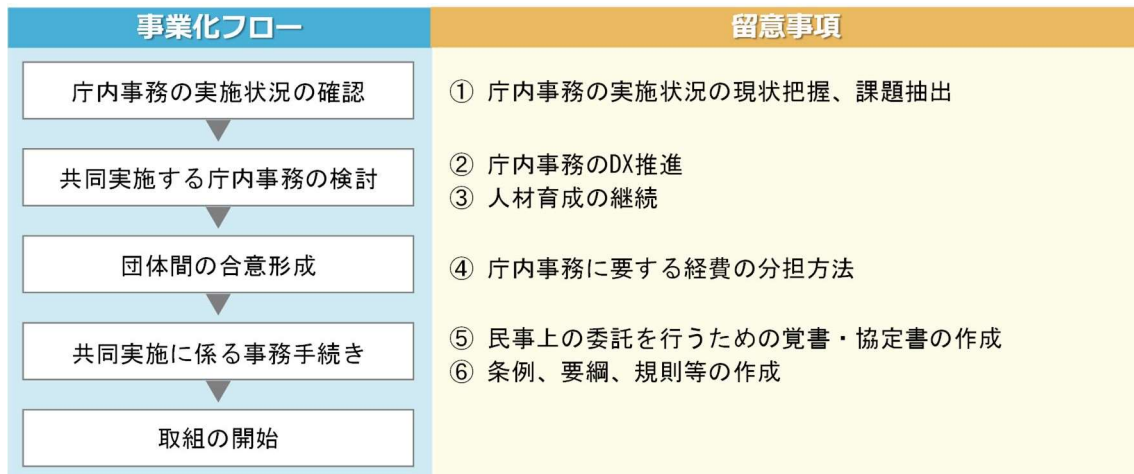 事業化フロー
留意事項
庁内事務の実施状況の確認
① 庁内事務の実施状況の現状把握、課題抽出
共同実施する庁内事務の検討
② 庁内事務のDX推進
③ 人材育成の継続
団体間の合意形成
④ 庁内事務に要する経費の分担方法
共同実施に係る事務手続き
⑤ 民事上の委託を行うための覚書・協定書の作成
⑥ 条例、要綱、規則等の作成
取組の開始